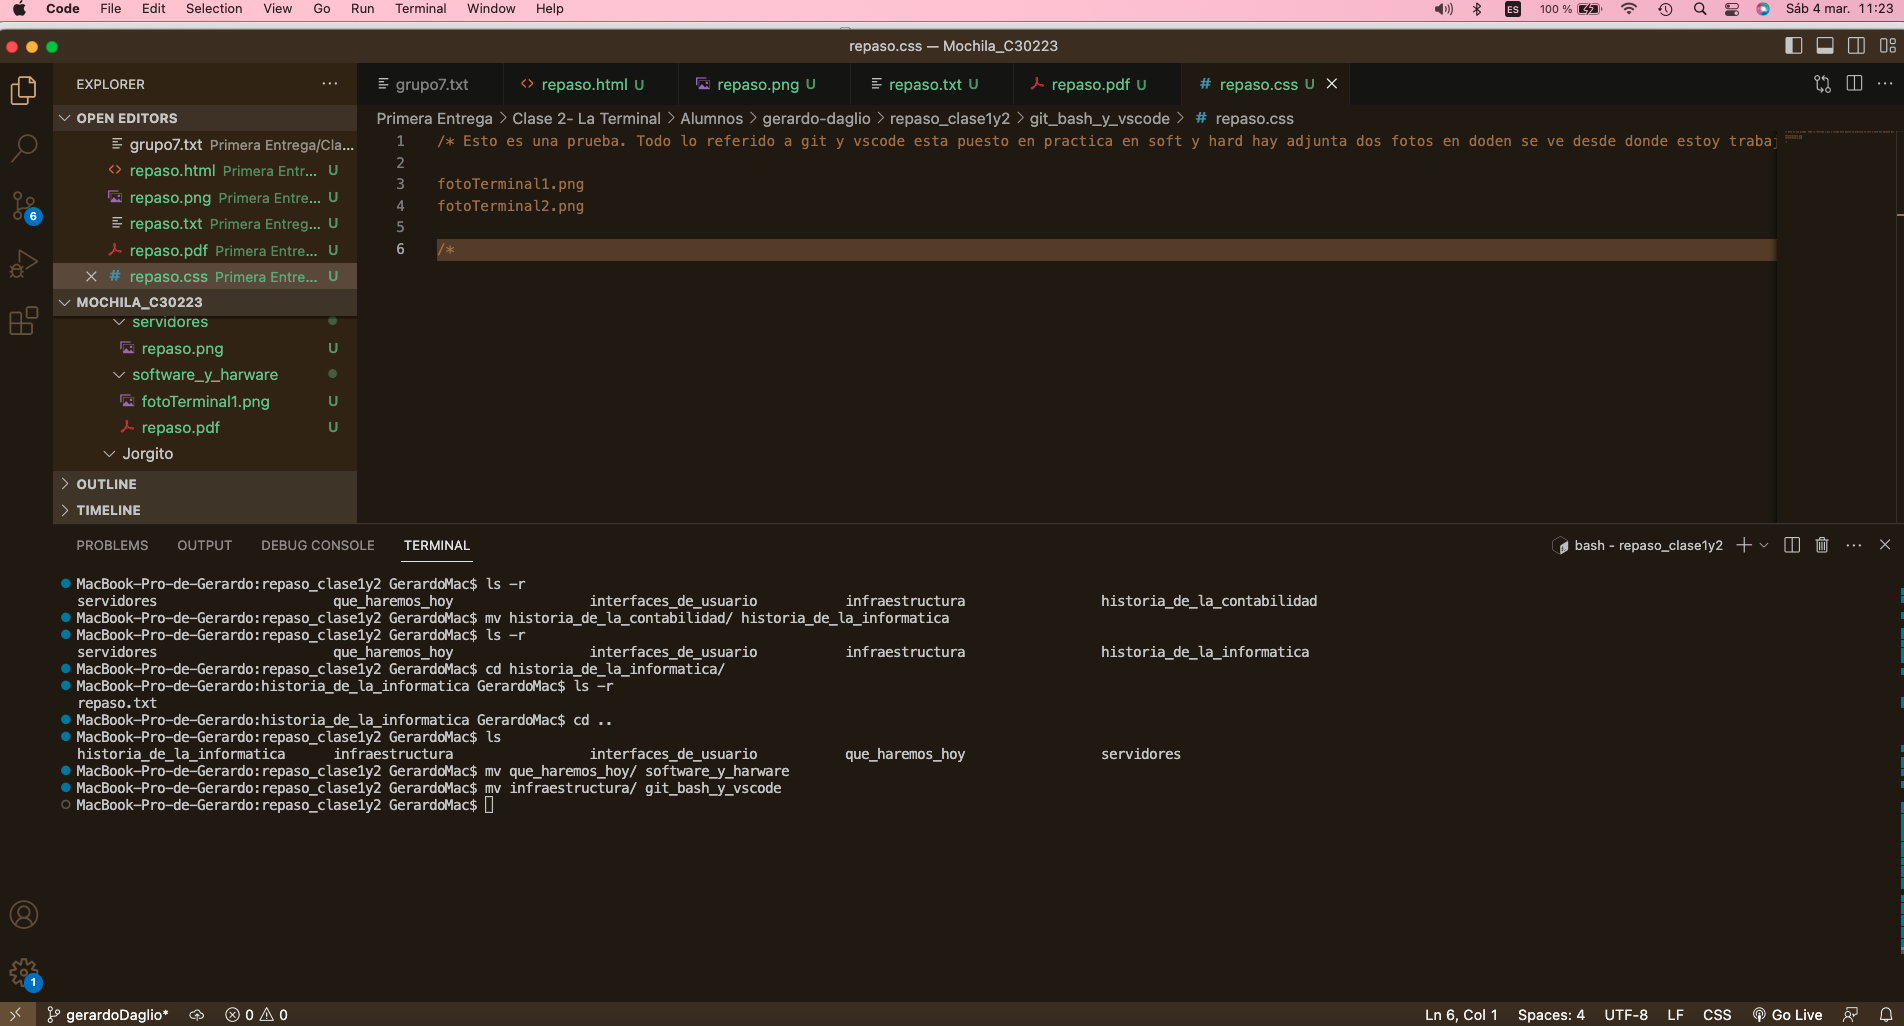 Code File Edit Selection View Go Run Terminal Window Help ES 100 % Sáb 4 mar. 11:23
repaso.css — Mochila_C30223
EXPLORER
grupo7.txt repaso.html U repaso.png U repaso.txt U repaso.pdf U # repaso.css U
OPEN EDITORS
grupo7.txt Primera Entrega/Cla...
repaso.html Primera Entr... U
repaso.png Primera Entre... U
repaso.txt Primera Entreg... U
repaso.pdf Primera Entre... U
# repaso.css Primera Entre... U
MOCHILA_C30223
servidores
repaso.png U
software_y_harware
fotoTerminal1.png U
repaso.pdf U
Jorgito
OUTLINE
TIMELINE
6
1
Primera Entrega > Clase 2- La Terminal > Alumnos > gerardo-daglio > repaso_clase1y2 > git_bash_y_vscode > # repaso.css
1 /* Esto es una prueba. Todo lo referido a git y vscode esta puesto en practica en soft y hard hay adjunta dos fotos en doden se ve desde donde estoy trabaj
2
3 fotoTerminal1.png
4 fotoTerminal2.png
5
6 /*
PROBLEMS OUTPUT DEBUG CONSOLE TERMINAL
bash - repaso_clase1y2
MacBook-Pro-de-Gerardo:repaso_clase1y2 GerardoMac$ ls -r
servidores que_haremos_hoy interfaces_de_usuario infraestructura historia_de_la_contabilidad
MacBook-Pro-de-Gerardo:repaso_clase1y2 GerardoMac$ mv historia_de_la_contabilidad/ historia_de_la_informatica
MacBook-Pro-de-Gerardo:repaso_clase1y2 GerardoMac$ ls -r
servidores que_haremos_hoy interfaces_de_usuario infraestructura historia_de_la_informatica
MacBook-Pro-de-Gerardo:repaso_clase1y2 GerardoMac$ cd historia_de_la_informatica/
MacBook-Pro-de-Gerardo:historia_de_la_informatica GerardoMac$ ls -r
repaso.txt
MacBook-Pro-de-Gerardo:historia_de_la_informatica GerardoMac$ cd ..
MacBook-Pro-de-Gerardo:repaso_clase1y2 GerardoMac$ ls
historia_de_la_informatica infraestructura interfaces_de_usuario que_haremos_hoy servidores
MacBook-Pro-de-Gerardo:repaso_clase1y2 GerardoMac$ mv que_haremos_hoy/ software_y_harware
MacBook-Pro-de-Gerardo:repaso_clase1y2 GerardoMac$ mv infraestructura/ git_bash_y_vscode
MacBook-Pro-de-Gerardo:repaso_clase1y2 GerardoMac$
gerardoDaglio* 0 0 Ln 6, Col 1 Spaces: 4 UTF-8 LF CSS Go Live